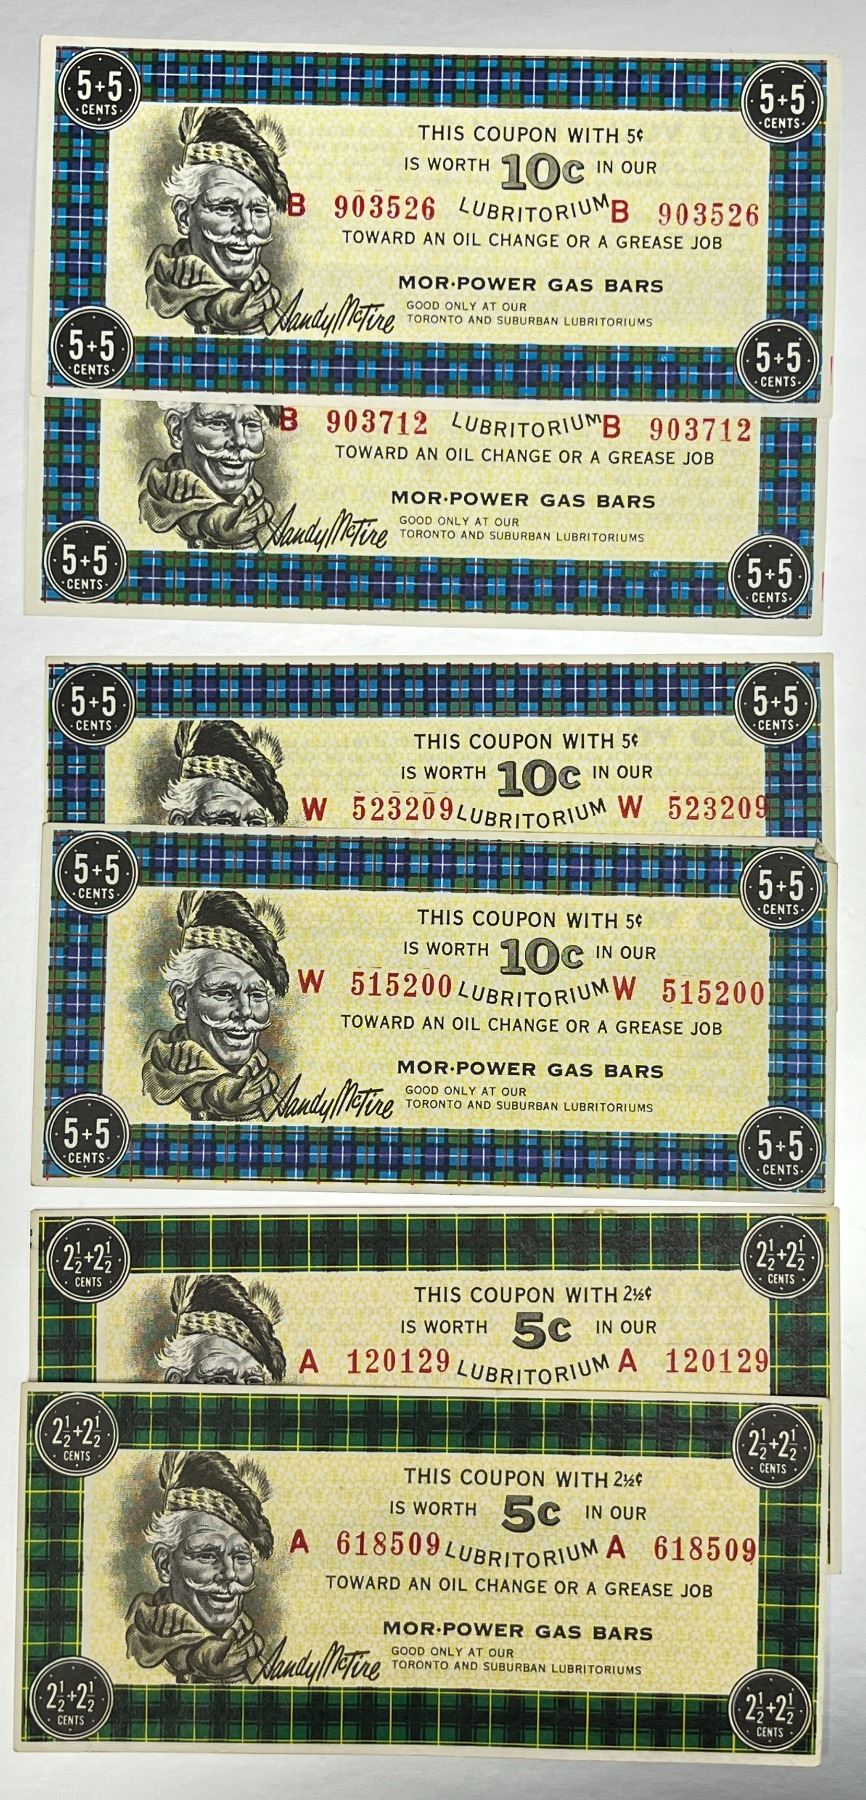 5+5 CENTS 5+5 CENTS
THIS COUPON WITH 5¢
IS WORTH 10c IN OUR
B 903526 LUBRITORIUM B 903526
TOWARD AN OIL CHANGE OR A GREASE JOB
MOR·POWER GAS BARS
Sandy McTire GOOD ONLY AT OUR
TORONTO AND SUBURBAN LUBRITORIUMS
5+5 CENTS 5+5 CENTS
B 903712 LUBRITORIUM B 903712
TOWARD AN OIL CHANGE OR A GREASE JOB
MOR·POWER GAS BARS
Sandy McTire GOOD ONLY AT OUR
TORONTO AND SUBURBAN LUBRITORIUMS
5+5 CENTS 5+5 CENTS
5+5 CENTS 5+5 CENTS
THIS COUPON WITH 5¢
IS WORTH 10c IN OUR
W 523209 LUBRITORIUM W 523209
5+5 CENTS 5+5 CENTS
THIS COUPON WITH 5¢
IS WORTH 10c IN OUR
W 515200 LUBRITORIUM W 515200
TOWARD AN OIL CHANGE OR A GREASE JOB
MOR·POWER GAS BARS
Sandy McTire GOOD ONLY AT OUR
TORONTO AND SUBURBAN LUBRITORIUMS
5+5 CENTS 5+5 CENTS
2½+2½ CENTS 2½+2½ CENTS
THIS COUPON WITH 2½¢
IS WORTH 5c IN OUR
A 120129 LUBRITORIUM A 120129
2½+2½ CENTS 2½+2½ CENTS
THIS COUPON WITH 2½¢
IS WORTH 5c IN OUR
A 618509 LUBRITORIUM A 618509
TOWARD AN OIL CHANGE OR A GREASE JOB
MOR·POWER GAS BARS
Sandy McTire GOOD ONLY AT OUR
TORONTO AND SUBURBAN LUBRITORIUMS
2½+2½ CENTS 2½+2½ CENTS